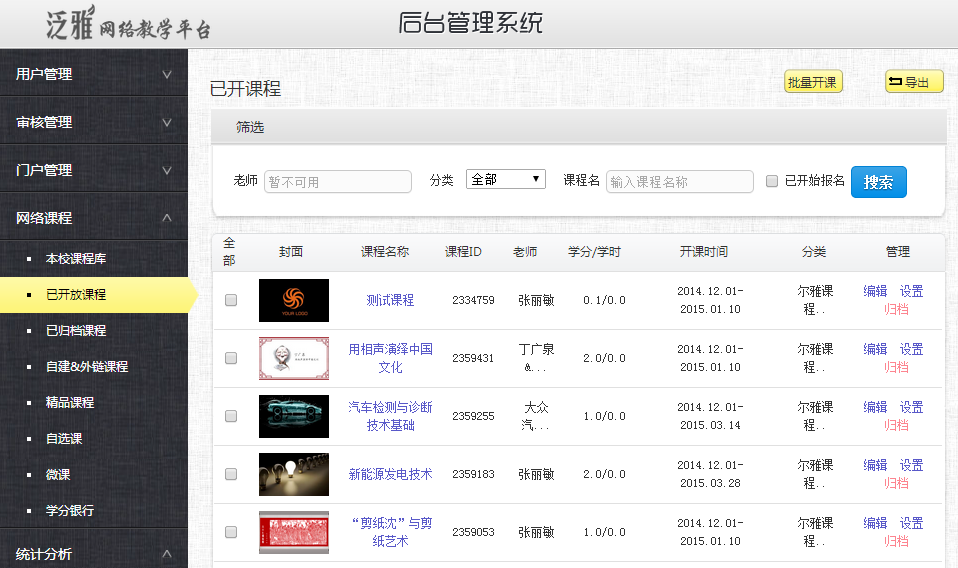 泛雅 网络教学平台
后台管理系统
用户管理
审核管理
门户管理
网络课程
本校课程库
已开放课程
已归档课程
自建&外链课程
精品课程
自选课
微课
学分银行
统计分析
已开课程
批量开课
导出
筛选
老师 暂不可用 分类 全部 课程名 输入课程名称 已开始报名 搜索
全部 封面 课程名称 课程ID 老师 学分/学时 开课时间 分类 管理
YOUR LOGO
测试课程 2334759 张丽敏 0.1/0.0 2014.12.01-
2015.01.10
尔雅课
程..
编辑 设置
归档
用相声演绎中国
文化
2359431
丁广泉
&...
2.0/0.0
2014.12.01-
2015.01.10
尔雅课
程..
编辑 设置
归档
汽车检测与诊断
技术基础
2359255
大众
汽...
1.0/0.0
2014.12.01-
2015.03.14
尔雅课
程..
编辑 设置
归档
新能源发电技术 2359183 张丽敏 2.0/0.0
2014.12.01-
2015.03.28
尔雅课
程..
编辑 设置
归档
“剪纸沈”与剪
纸艺术
2359053 张丽敏 1.0/0.0
2014.12.01-
2015.01.10
尔雅课
程..
编辑 设置
归档